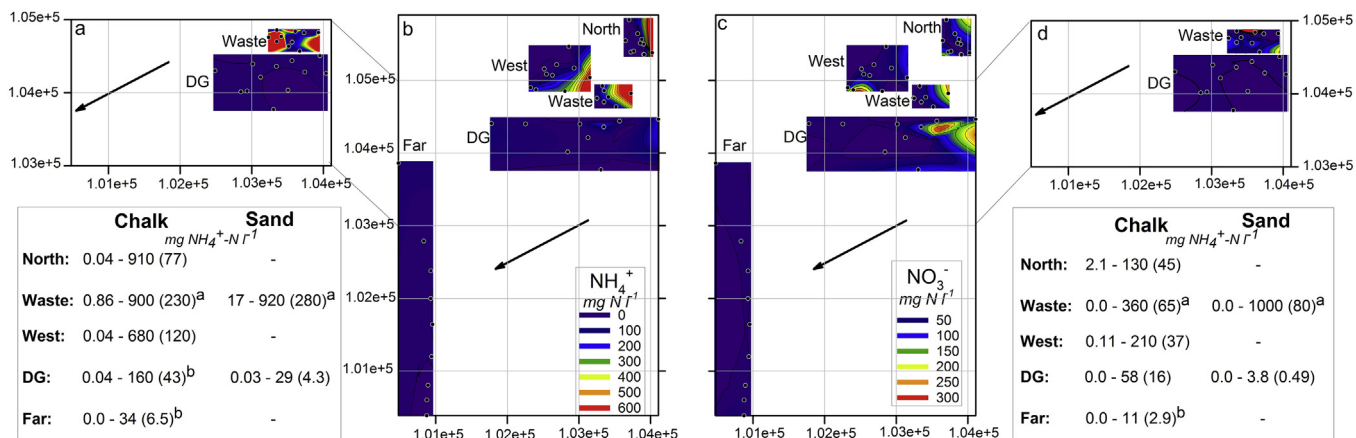 a
1.05e+5
1.04e+5
1.03e+5
1.01e+5 1.02e+5 1.03e+5 1.04e+5
Waste
DG
Chalk Sand
mg NH4+-N l-1
North: 0.04 - 910 (77) -
Waste: 0.86 - 900 (230)a 17 - 920 (280)a
West: 0.04 - 680 (120) -
DG: 0.04 - 160 (43)b 0.03 - 29 (4.3)
Far: 0.0 - 34 (6.5)b -
b
1.05e+5
1.04e+5
1.03e+5
1.02e+5
1.01e+5
North
West
Waste
DG
Far
NH4+
mg N l-1
0
100
200
300
400
500
600
1.01e+5 1.02e+5 1.03e+5 1.04e+5
c
North
West
Waste
DG
Far
NO3-
mg N l-1
50
100
150
200
250
300
1.01e+5 1.02e+5 1.03e+5 1.04e+5
d
Waste
DG
1.05e+5
1.04e+5
1.03e+5
1.01e+5 1.02e+5 1.03e+5 1.04e+5
Chalk Sand
mg NH4+-N l-1
North: 2.1 - 130 (45) -
Waste: 0.0 - 360 (65)a 0.0 - 1000 (80)a
West: 0.11 - 210 (37) -
DG: 0.0 - 58 (16) 0.0 - 3.8 (0.49)
Far: 0.0 - 11 (2.9)b -